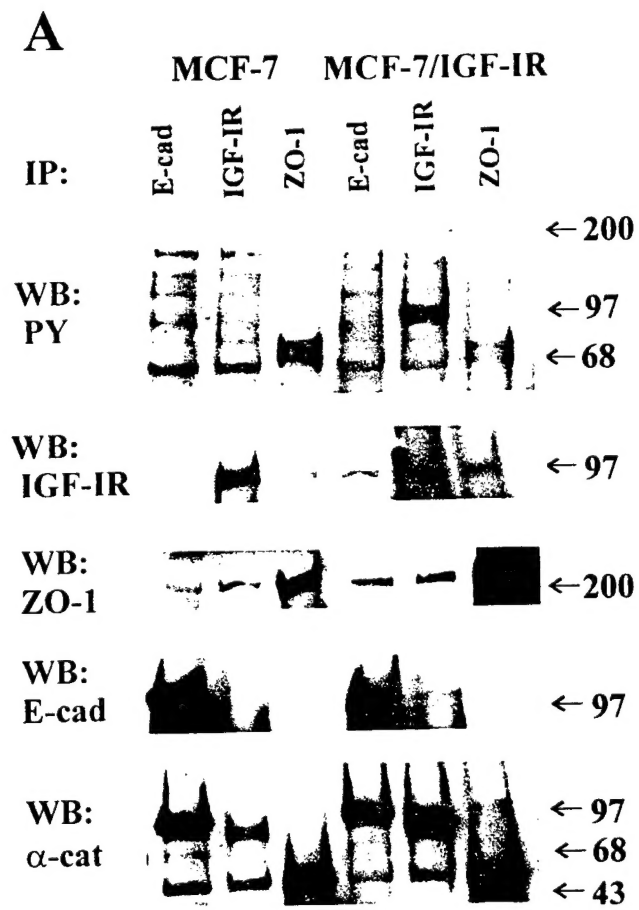 A
MCF-7 MCF-7/IGF-IR
IP: E-cad IGF-IR ZO-1 E-cad IGF-IR ZO-1
←200
WB: PY ←97
←68
WB: IGF-IR ←97
WB: ZO-1 ←200
WB: E-cad ←97
WB: α-cat ←97
←68
←43